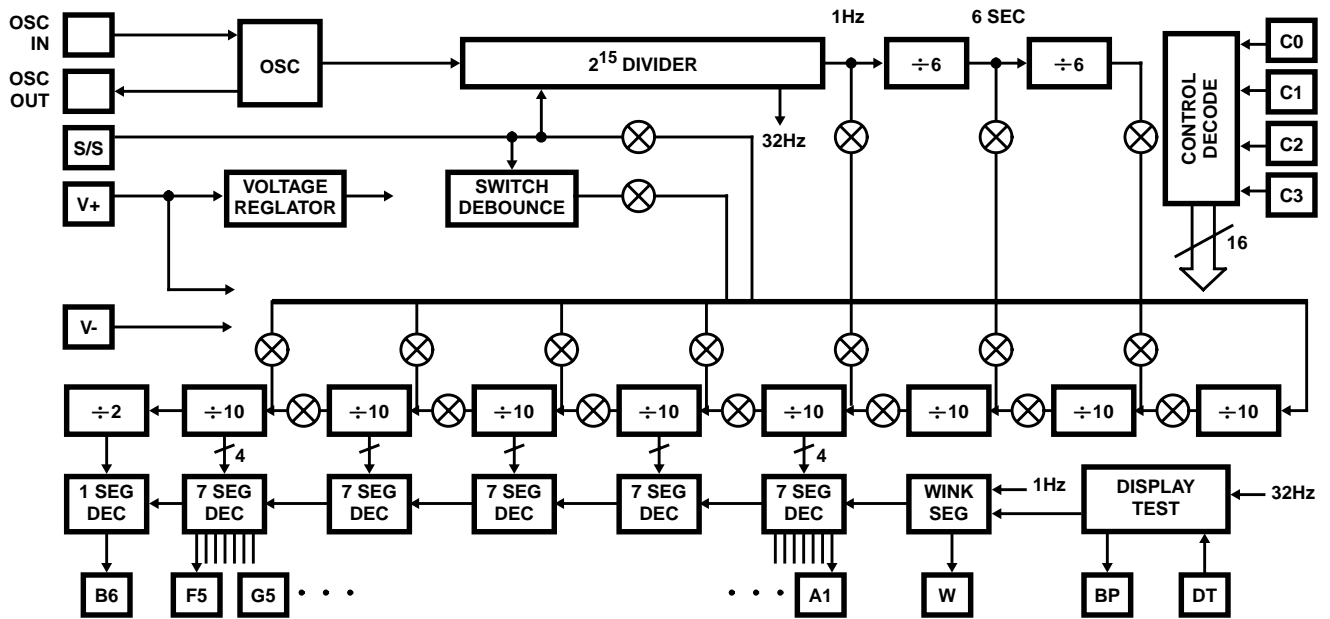 OSC
IN
OSC
OUT
OSC
2^15 DIVIDER
1Hz
÷6
6 SEC
÷6
32Hz
CONTROL
DECODE
C0
C1
C2
C3
16
S/S
V+
VOLTAGE
REGLATOR
SWITCH
DEBOUNCE
V-
÷2
÷10
÷10
÷10
÷10
÷10
÷10
÷10
÷10
4
4
1 SEG
DEC
7 SEG
DEC
7 SEG
DEC
7 SEG
DEC
7 SEG
DEC
7 SEG
DEC
WINK
SEG
1Hz
DISPLAY
TEST
32Hz
B6
F5
G5
• • •
• • •
A1
W
BP
DT